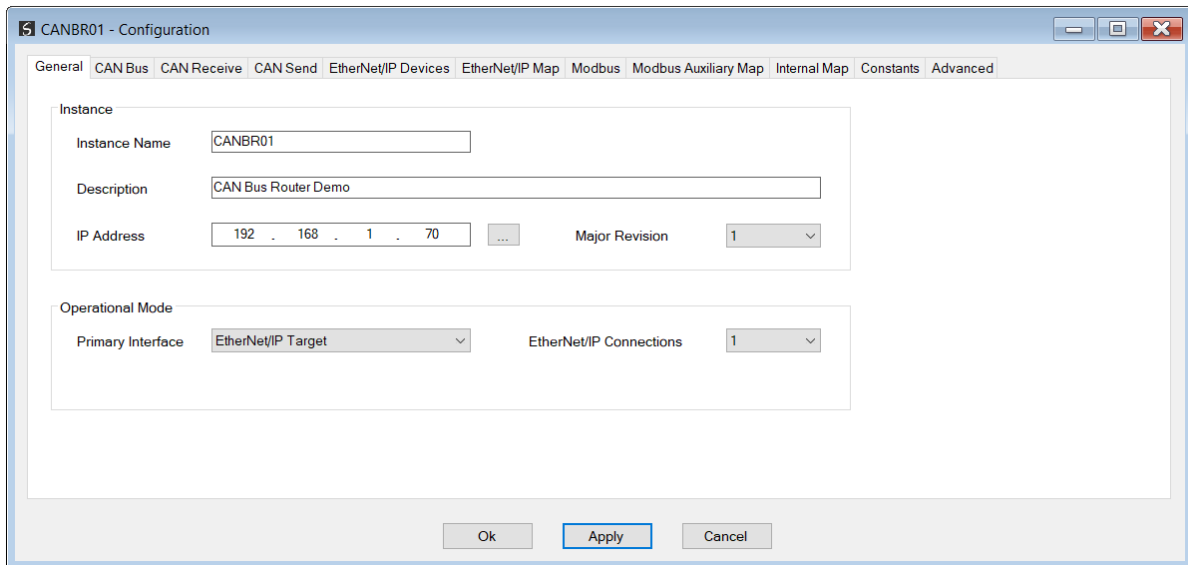 CANBR01 - Configuration
General CAN Bus CAN Receive CAN Send EtherNet/IP Devices EtherNet/IP Map Modbus Modbus Auxiliary Map Internal Map Constants Advanced
Instance
Instance Name CANBR01
Description CAN Bus Router Demo
IP Address 192 . 168 . 1 . 70 ... Major Revision 1
Operational Mode
Primary Interface EtherNet/IP Target EtherNet/IP Connections 1
Ok Apply Cancel